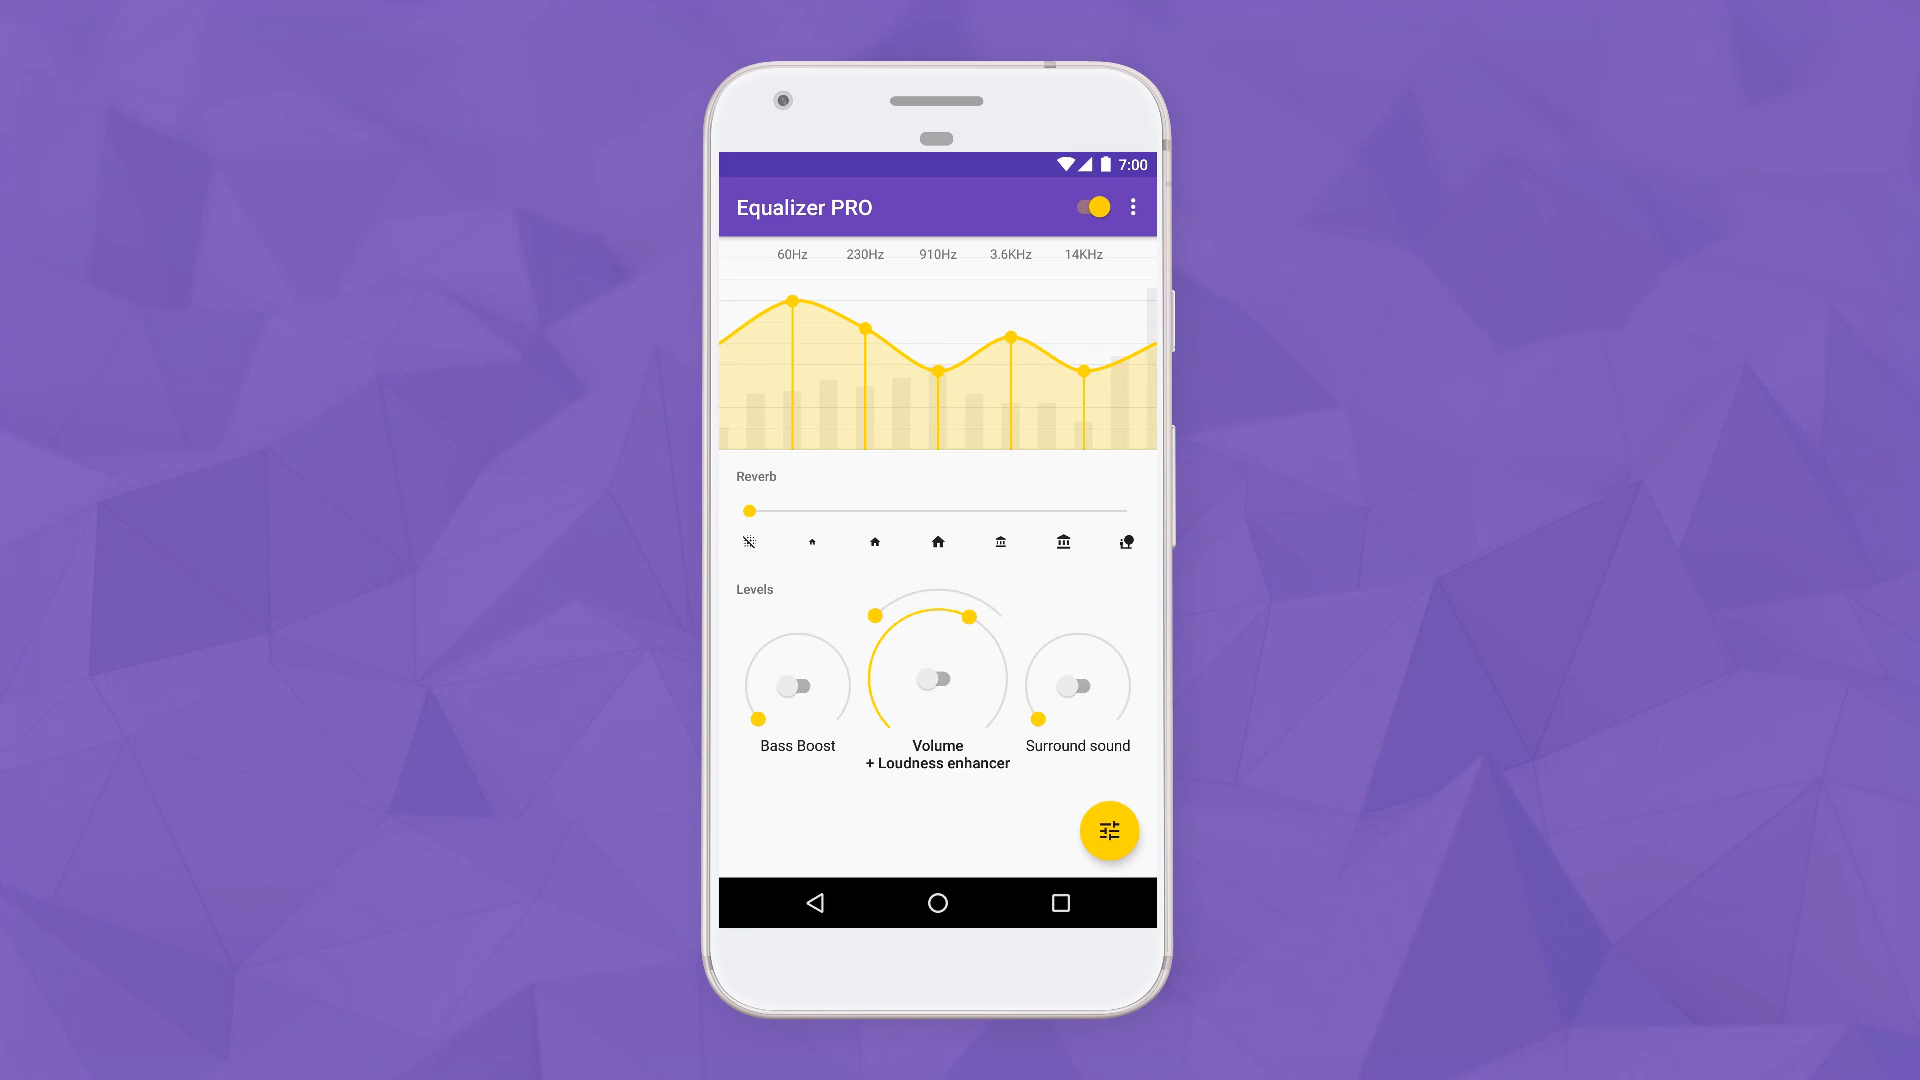 7:00
Equalizer PRO
60Hz 230Hz 910Hz 3.6KHz 14KHz
Reverb
Levels
Bass Boost
Volume
+ Loudness enhancer
Surround sound